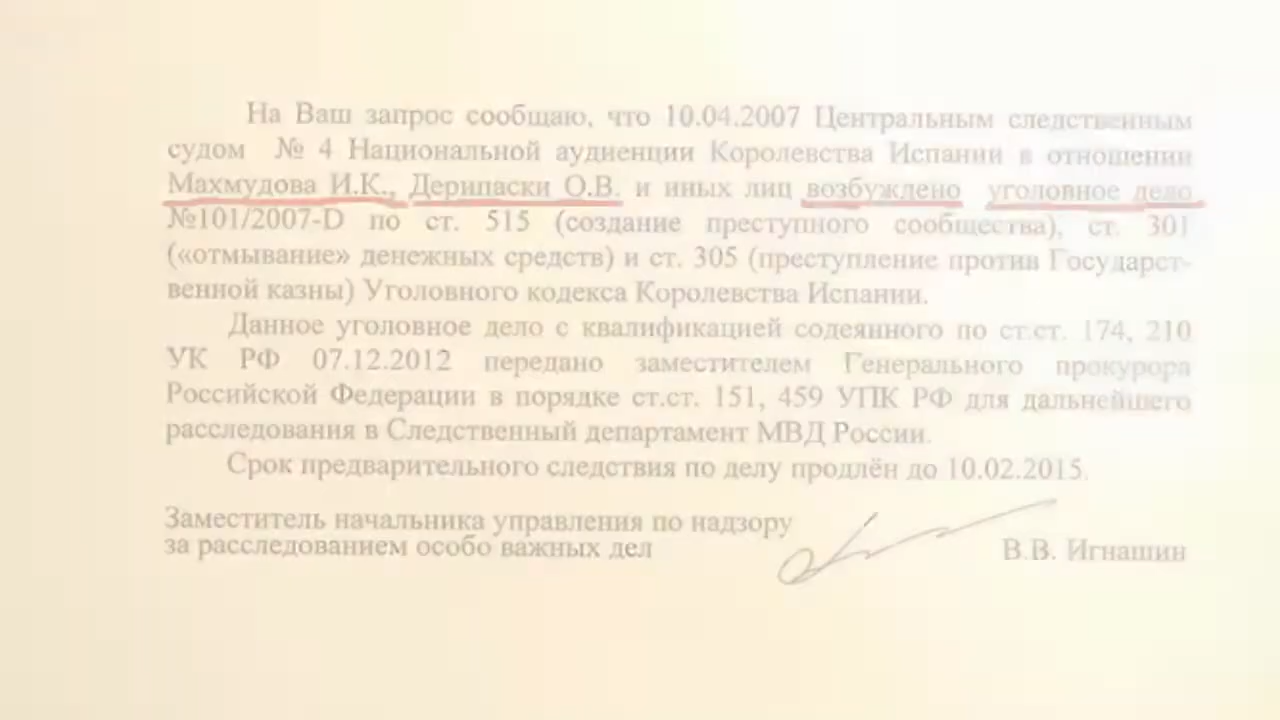 На Ваш запрос сообщаю, что 10.04.2007 Центральным следственным
судом № 4 Национальной аудиенции Королевства Испании в отношении
Махмудова И.К., Дерипаски О.В. и иных лиц возбуждено уголовное дело
№101/2007-D по ст. 515 (создание преступного сообщества), ст. 301
(«отмывание» денежных средств) и ст. 305 (преступление против Государст-
венной казны) Уголовного кодекса Королевства Испании.
Данное уголовное дело с квалификацией содеянного по ст.ст. 174, 210
УК РФ 07.12.2012 передано заместителем Генерального прокурора
Российской Федерации в порядке ст.ст. 151, 459 УПК РФ для дальнейшего
расследования в Следственный департамент МВД России.
Срок предварительного следствия по делу продлён до 10.02.2015.
Заместитель начальника управления по надзору
за расследованием особо важных дел
В.В. Игнашин